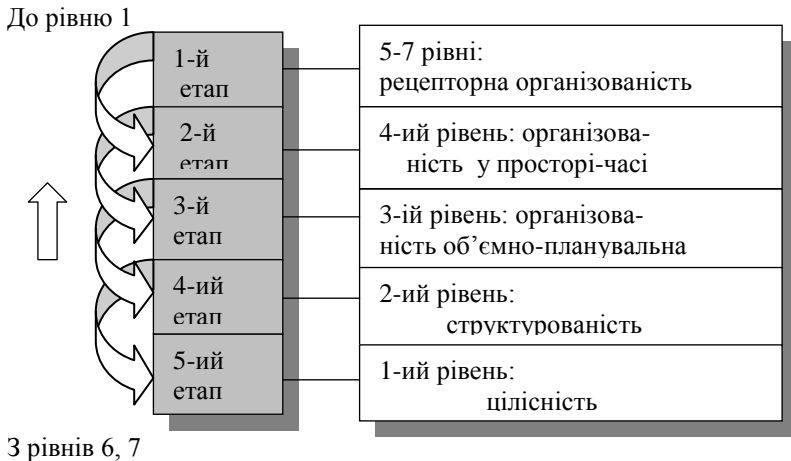 До рівню 1
1-й
етап
5-7 рівні:
рецепторна організованість
2-й
етап
4-ий рівень: організова-
ність у просторі-часі
3-й
етап
3-ій рівень: організова-
ність об’ємно-планувальна
4-ий
етап
2-ий рівень:
структурованість
5-ий
етап
1-ий рівень:
цілісність
З рівнів 6, 7